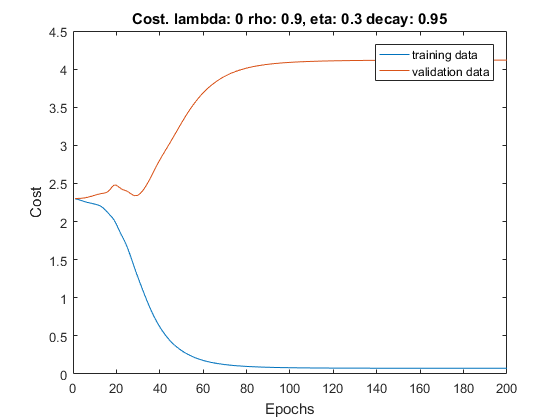 Cost. lambda: 0 rho: 0.9, eta: 0.3 decay: 0.95
4.5
4
3.5
3
2.5
2
1.5
1
0.5
0
Cost
training data
validation data
0 20 40 60 80 100 120 140 160 180 200
Epochs